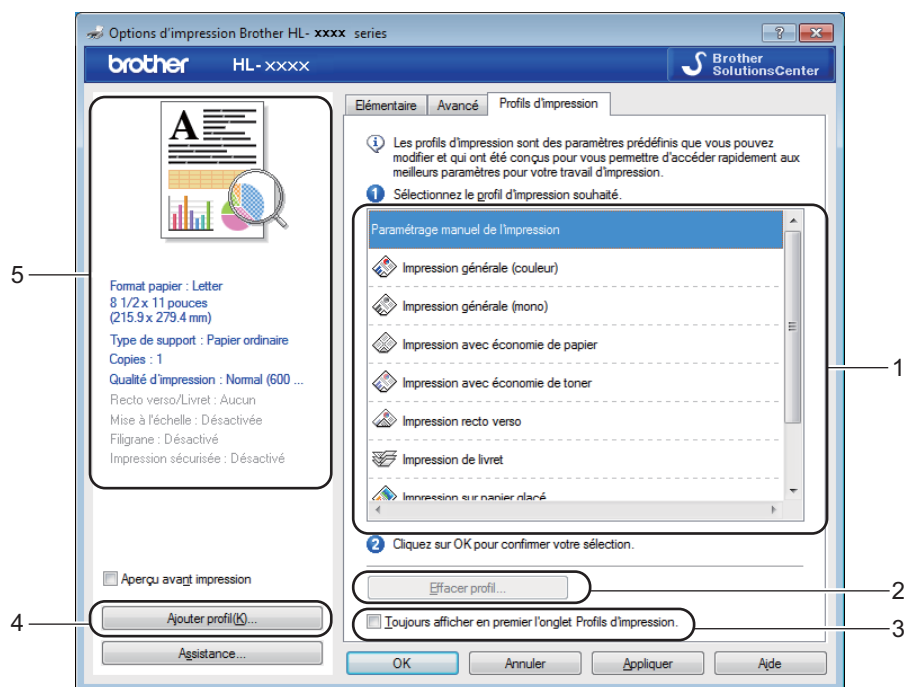 Options d'impression Brother HL- xxxx series
brother HL-xxxx
Brother
SolutionsCenter
Elémentaire Avancé Profils d'impression
Les profils d'impression sont des paramètres prédéfinis que vous pouvez
modifier et qui ont été conçus pour vous permettre d'accéder rapidement aux
meilleurs paramètres pour votre travail d'impression.
1 Sélectionnez le profil d'impression souhaité.
Paramétrage manuel de l'impression
Impression générale (couleur)
Impression générale (mono)
Impression avec économie de papier
Impression avec économie de toner
Impression recto verso
Impression de livret
Impression sur papier glacé
2 Cliquez sur OK pour confirmer votre sélection.
Effacer profil...
Toujours afficher en premier l'onglet Profils d'impression.
A
Format papier : Letter
8 1/2 x 11 pouces
(215.9 x 279.4 mm)
Type de support : Papier ordinaire
Copies : 1
Qualité d'impression : Normal (600 ...
Recto verso/Livret : Aucun
Mise à l'échelle : Désactivée
Filigrane : Désactivé
Impression sécurisée : Désactivé
Aperçu avant impression
Ajouter profil(K)...
Assistance...
OK Annuler Appliquer Aide
5
4
1
2
3